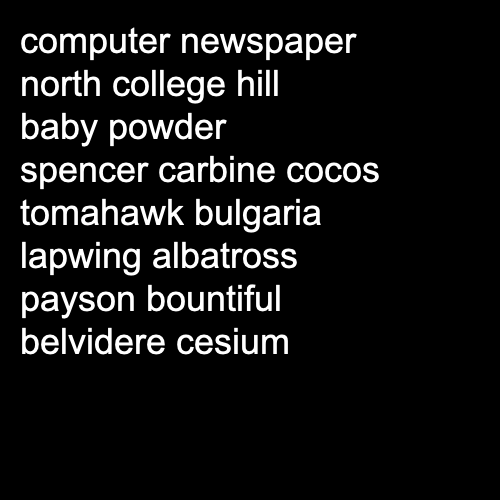 computer newspaper
north college hill
baby powder
spencer carbine cocos
tomahawk bulgaria
lapwing albatross
payson bountiful
belvidere cesium